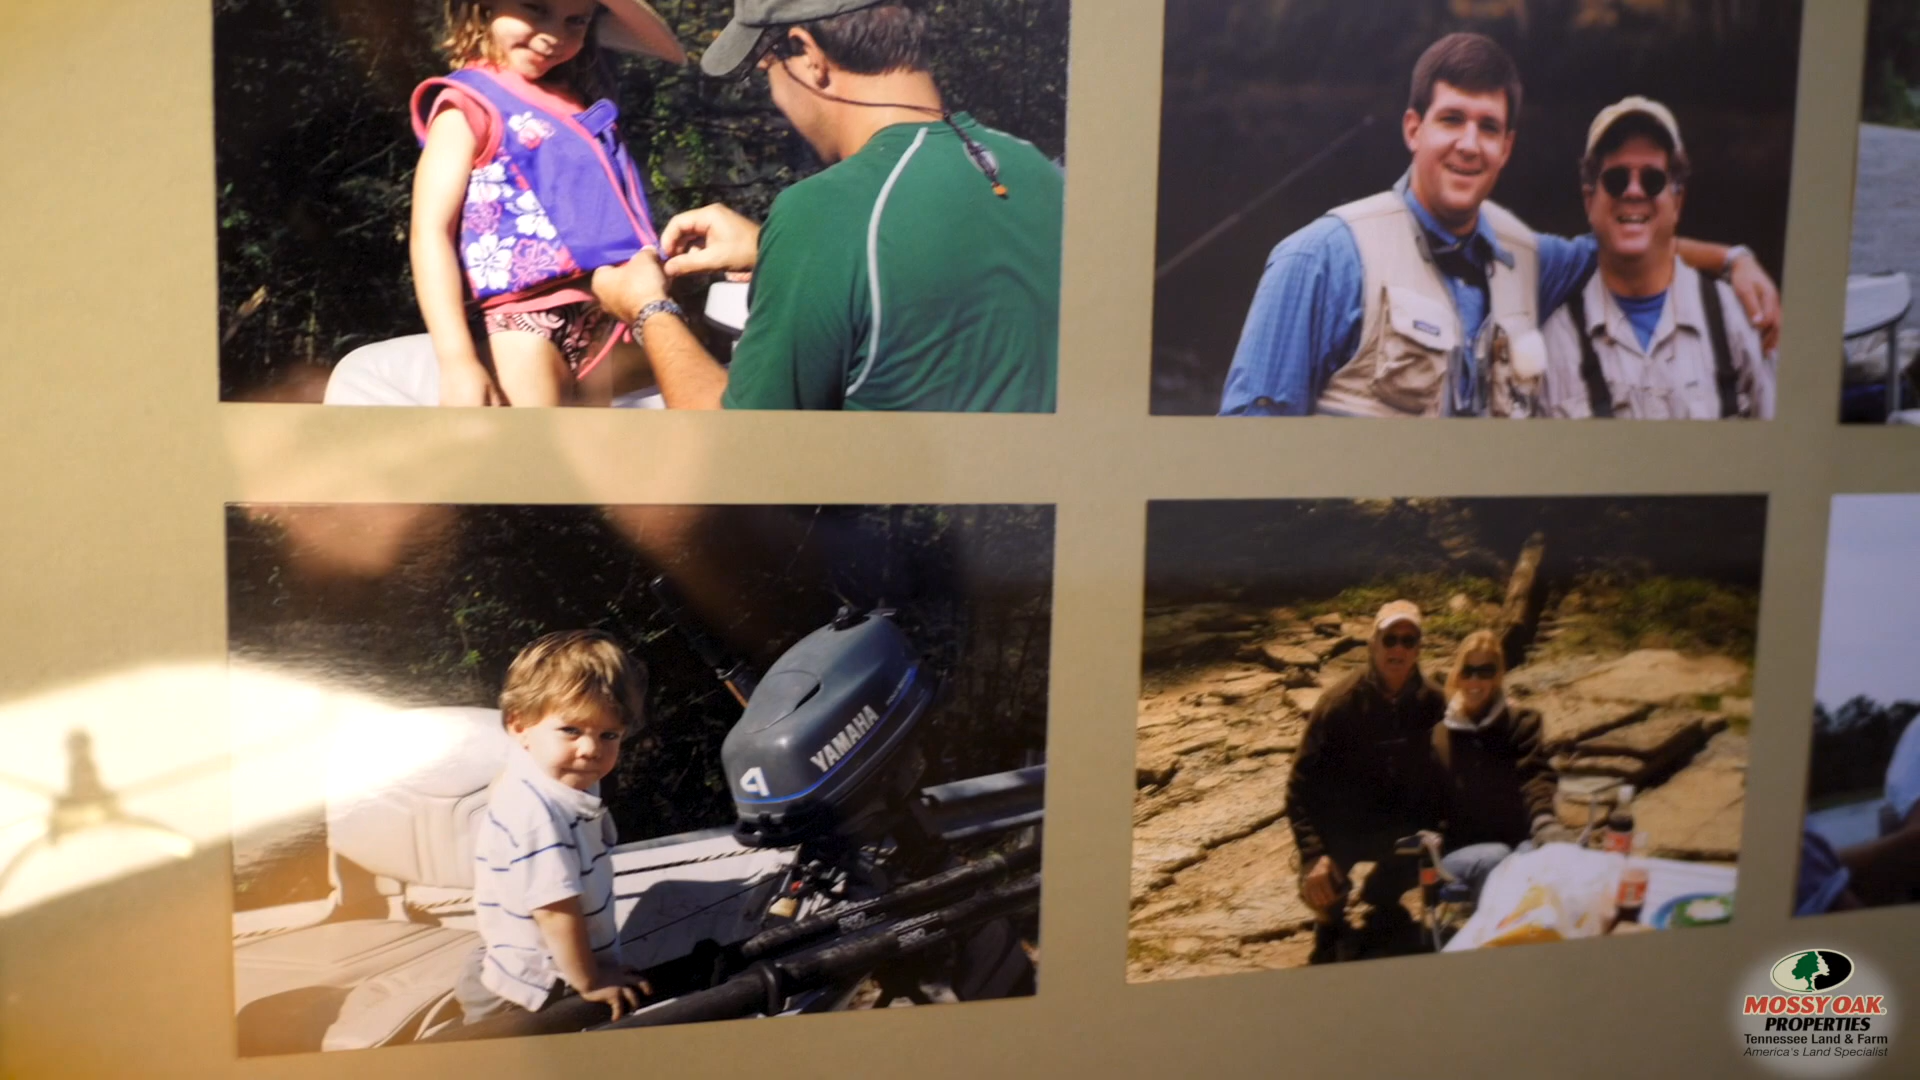 YAMAHA
4
MOSSY OAK
PROPERTIES
Tennessee Land & Farm
America's Land Specialist